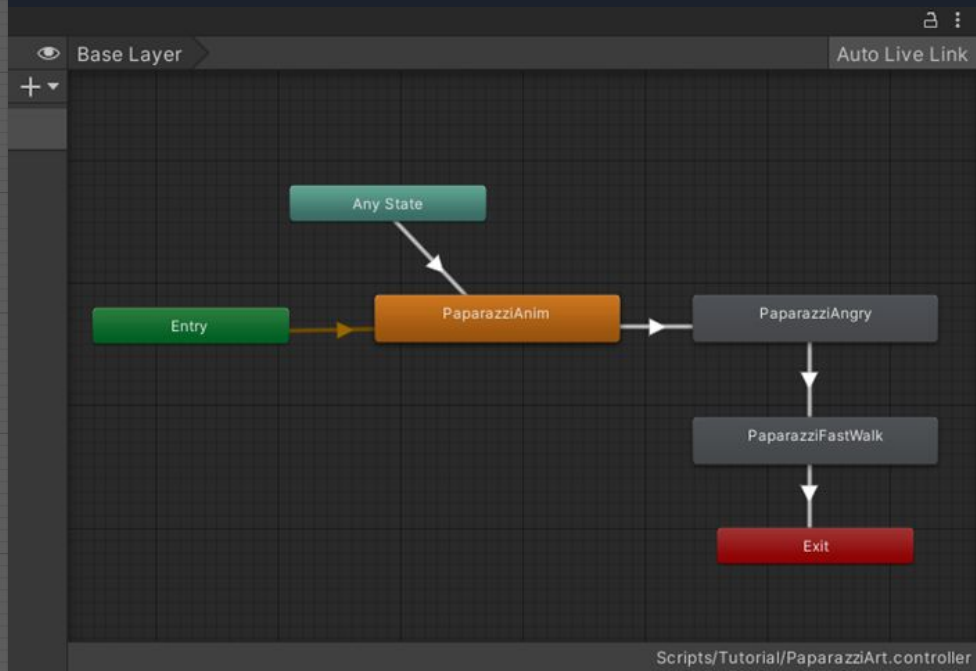 Base Layer
Auto Live Link
Any State
Entry
PaparazziAnim
PaparazziAngry
PaparazziFastWalk
Exit
Scripts/Tutorial/PaparazziArt.controller